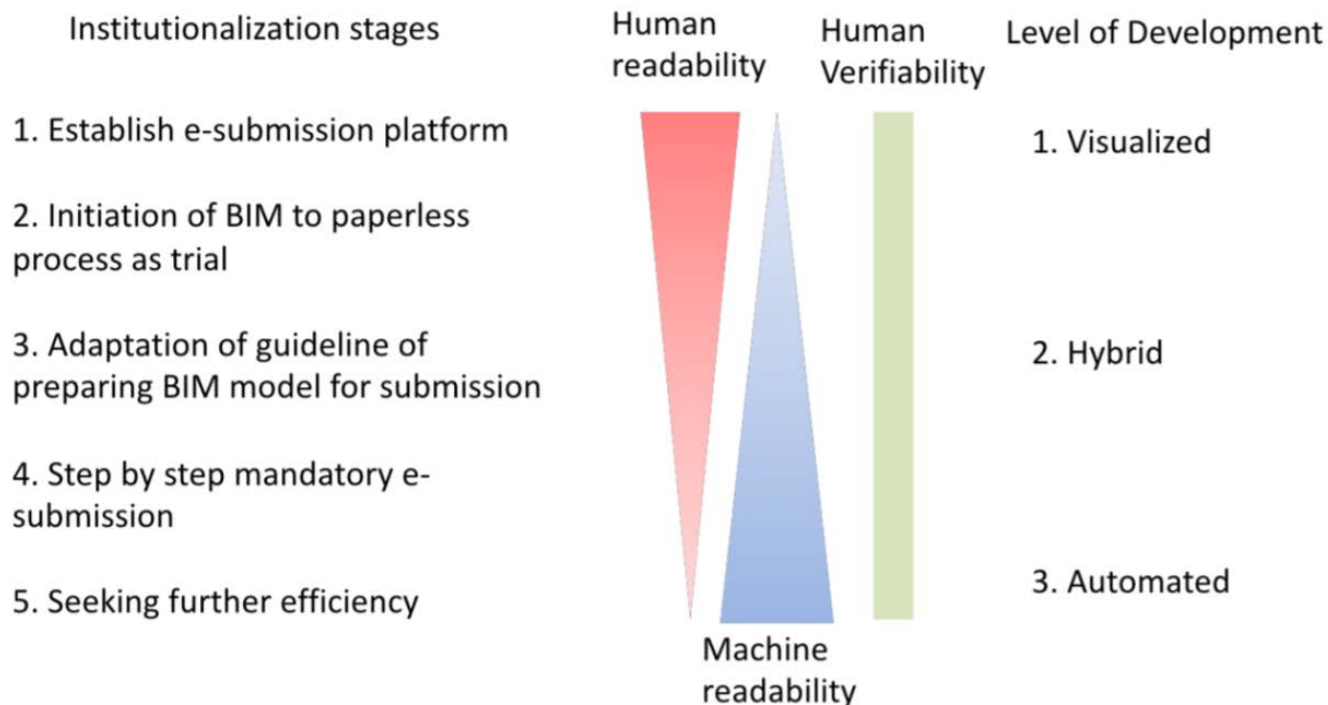 Institutionalization stages
1. Establish e-submission platform
2. Initiation of BIM to paperless
process as trial
3. Adaptation of guideline of
preparing BIM model for submission
4. Step by step mandatory e-
submission
5. Seeking further efficiency
Human
readability
Human
Verifiability
Machine
readability
Level of Development
1. Visualized
2. Hybrid
3. Automated